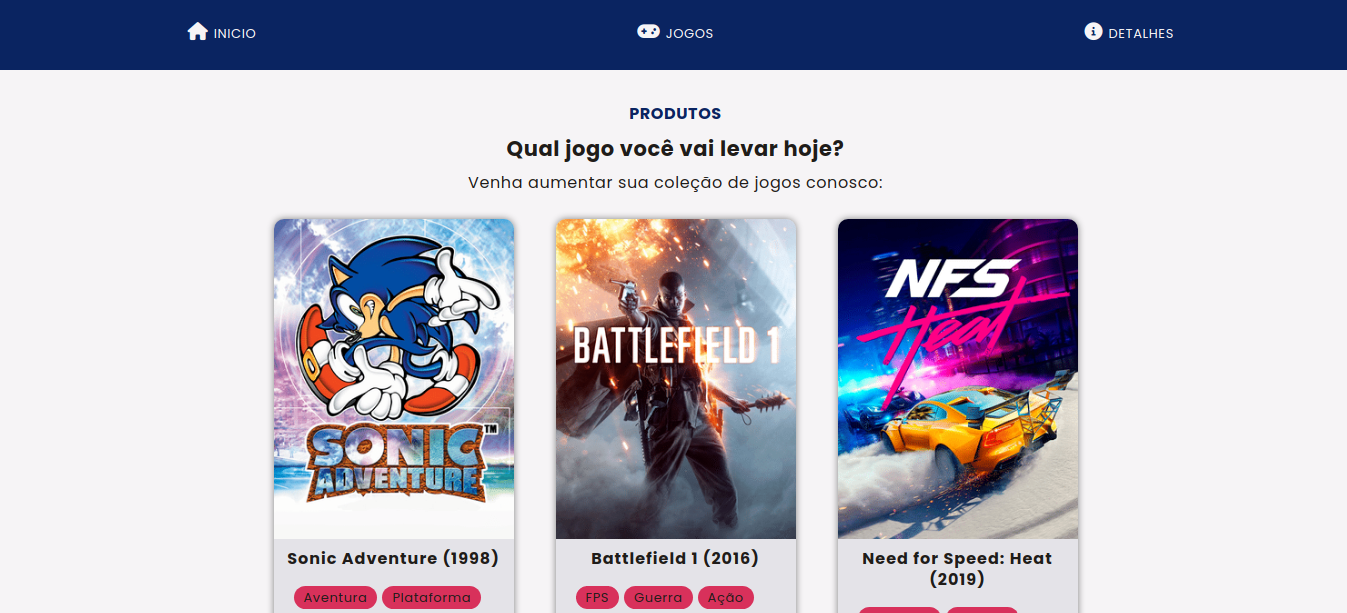 INICIO
JOGOS
DETALHES
PRODUTOS
Qual jogo você vai levar hoje?
Venha aumentar sua coleção de jogos conosco:
SONIC
ADVENTURE
TM
BATTLEFIELD 1
NFS
Heat
Sonic Adventure (1998)
Aventura
Plataforma
Battlefield 1 (2016)
FPS
Guerra
Ação
Need for Speed: Heat
(2019)